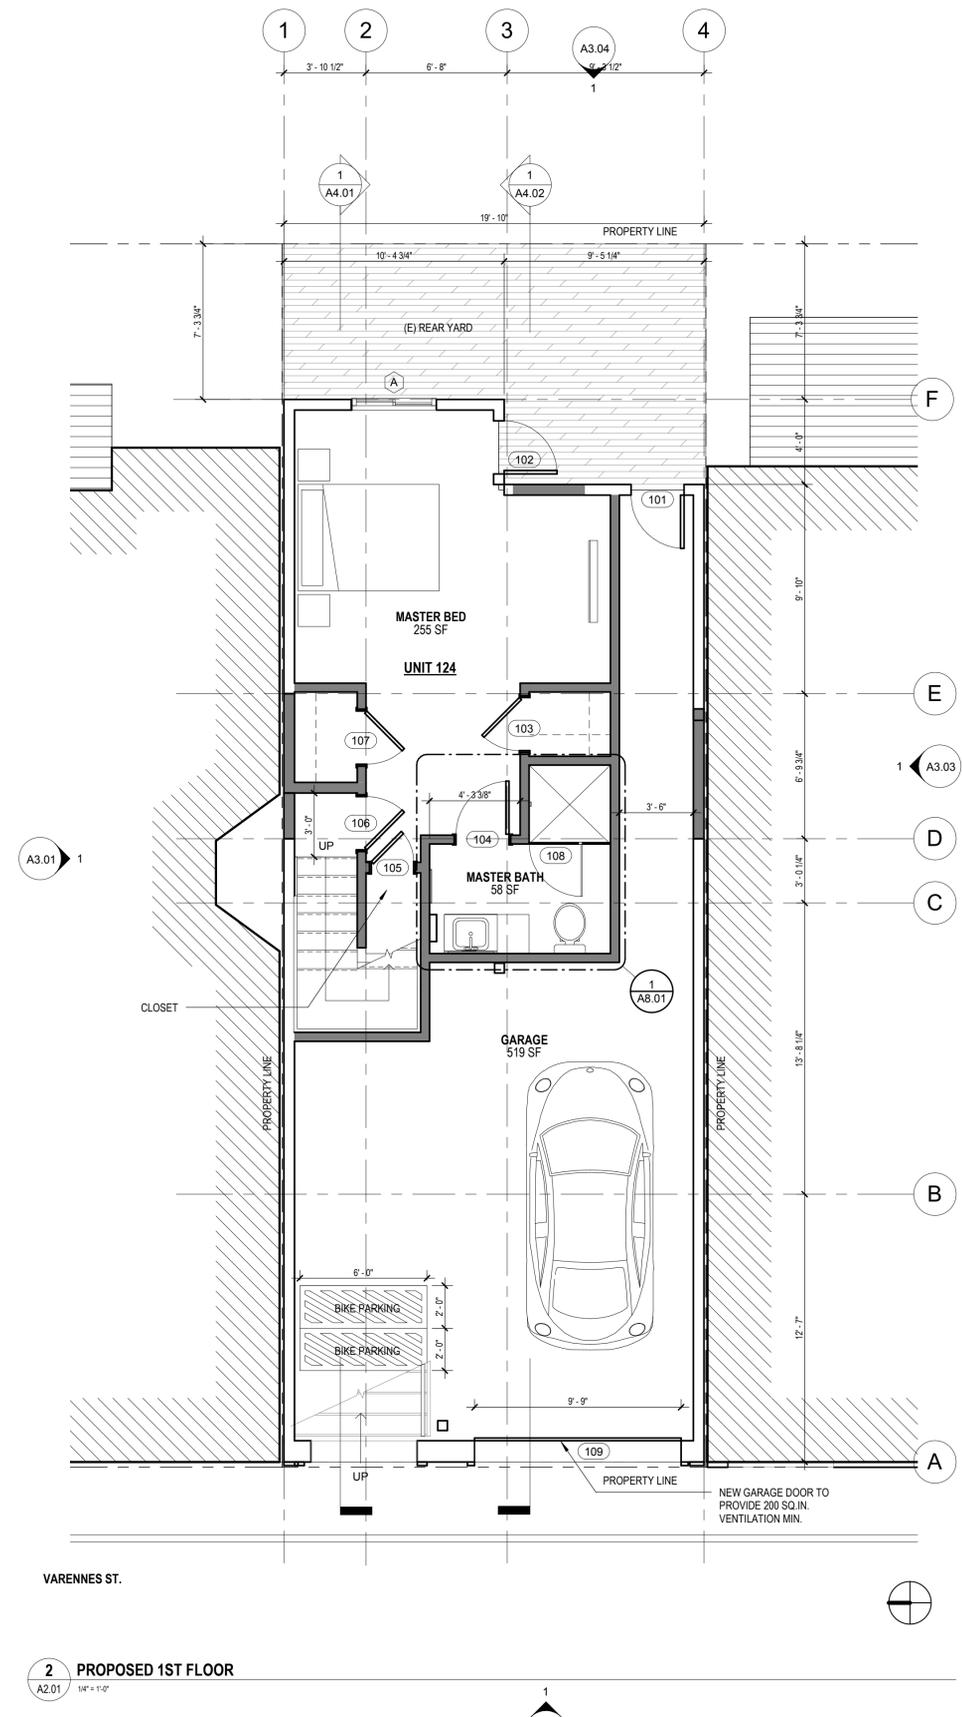 1
2
3
4
A3.04
1
3' - 10 1/2"
6' - 8"
1
A4.01
1
A4.02
19' - 10"
PROPERTY LINE
10' - 4 3/4"
9' - 5 1/4"
7' - 3 3/4"
7' - 3 3/4"
(E) REAR YARD
A
F
4' - 0"
102
101
9' - 10"
MASTER BED
255 SF
UNIT 124
E
107
103
A3.03
1
6' - 9 3/4"
4' - 3 3/8"
3' - 6"
3' - 0"
106
104
D
UP
108
A3.01
1
105
MASTER BATH
58 SF
3' - 0 1/4"
C
1
A8.01
CLOSET
GARAGE
519 SF
13' - 8 1/4"
PROPERTY LINE
PROPERTY LINE
B
6' - 0"
BIKE PARKING
2' - 0"
BIKE PARKING
2' - 0"
12' - 7"
9' - 9"
109
A
UP
PROPERTY LINE
NEW GARAGE DOOR TO
PROVIDE 200 SQ.IN.
VENTILATION MIN.
VARENNES ST.
2
A2.01
PROPOSED 1ST FLOOR
1/4" = 1'-0"
1